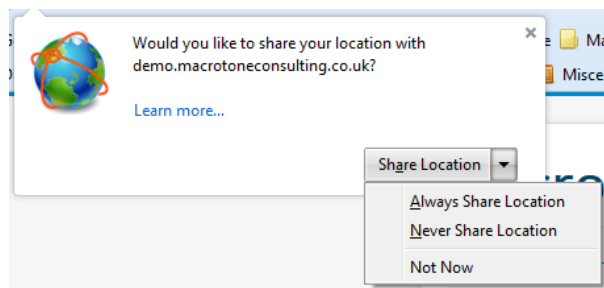 Would you like to share your location with
demo.macrotoneconsulting.co.uk?
Learn more...
Share Location
Always Share Location
Never Share Location
Not Now